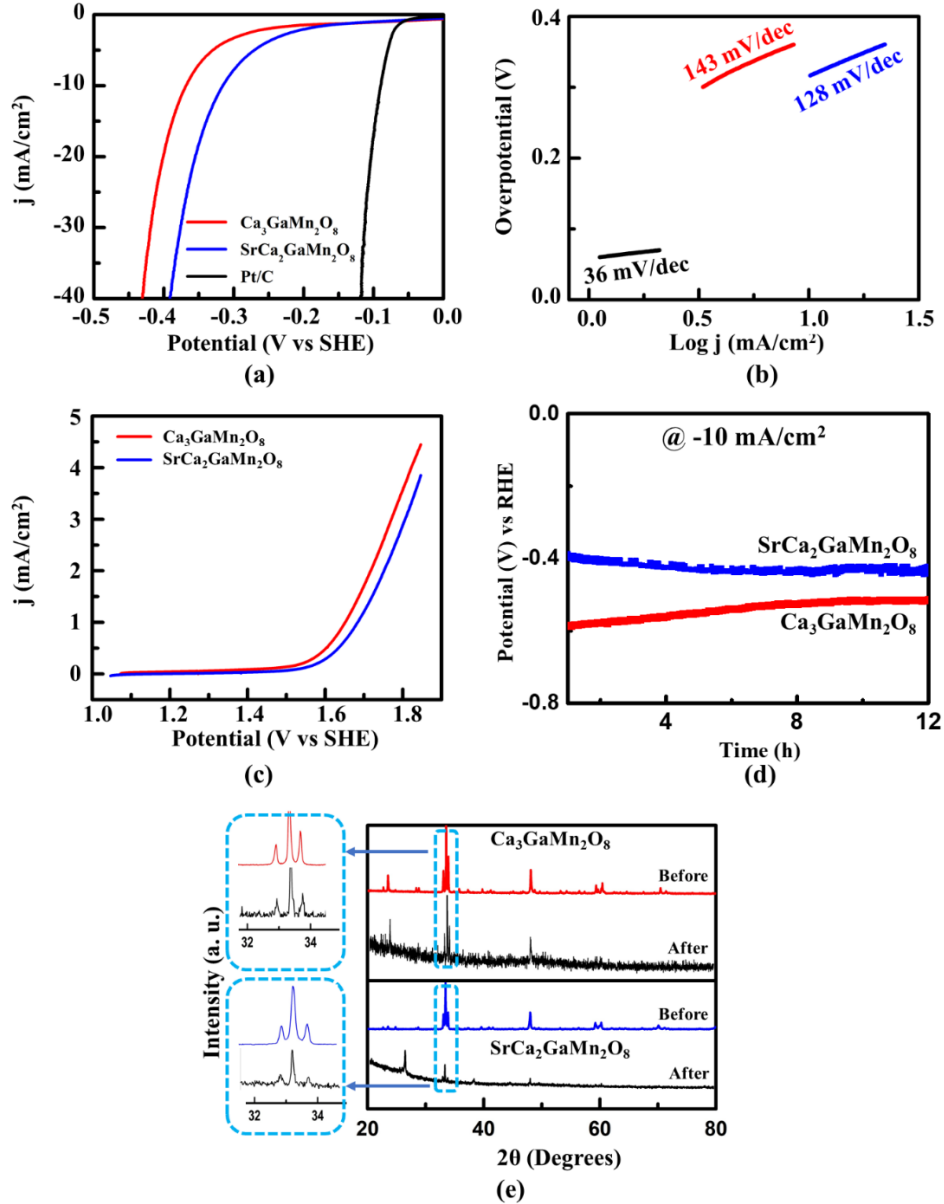 0
-10
-20
-30
-40
j (mA/cm²)
Ca₃GaMn₂O₈
SrCa₂GaMn₂O₈
Pt/C
-0.5 -0.4 -0.3 -0.2 -0.1 0.0
Potential (V vs SHE)
(a)
0.4
0.2
0.0
Overpotential (V)
143 mV/dec
128 mV/dec
36 mV/dec
0.0 0.5 1.0 1.5
Log j (mA/cm²)
(b)
5
4
3
2
1
0
j (mA/cm²)
Ca₃GaMn₂O₈
SrCa₂GaMn₂O₈
1.0 1.2 1.4 1.6 1.8
Potential (V vs SHE)
(c)
0.0
-0.4
-0.8
Potential (V) vs RHE
@ -10 mA/cm²
SrCa₂GaMn₂O₈
Ca₃GaMn₂O₈
4 8 12
Time (h)
(d)
32 34
32 34
Intensity (a. u.)
Ca₃GaMn₂O₈
Before
After
Before
SrCa₂GaMn₂O₈
After
20 40 60 80
2θ (Degrees)
(e)